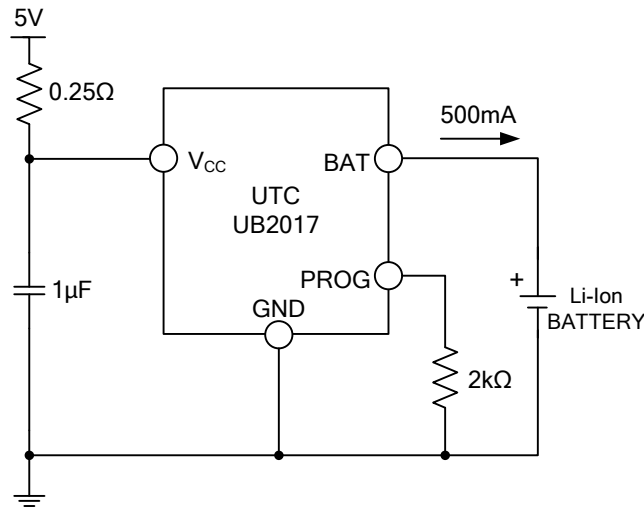 5V
0.25Ω
500mA
VCC
BAT
UTC
UB2017
PROG
GND
1µF
+
Li-Ion
BATTERY
2kΩ